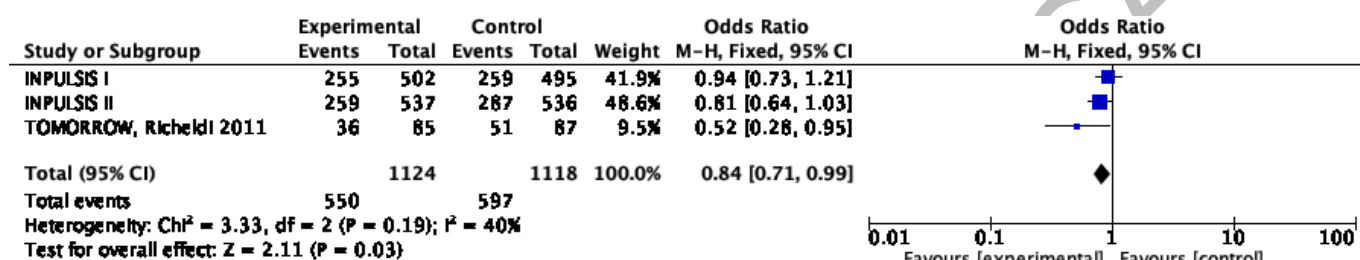 Experimental Control Odds Ratio Odds Ratio
Study or Subgroup Events Total Events Total Weight M-H, Fixed, 95% CI M-H, Fixed, 95% CI
INPULSIS I 255 502 259 495 41.9% 0.94 [0.73, 1.21]
INPULSIS II 259 537 287 536 48.6% 0.81 [0.64, 1.03]
TOMORROW, Richeldi 2011 36 85 51 87 9.5% 0.52 [0.28, 0.95]
Total (95% CI) 1124 1118 100.0% 0.84 [0.71, 0.99]
Total events 550 597
Heterogeneity: Chi² = 3.33, df = 2 (P = 0.19); I² = 40%
Test for overall effect: Z = 2.11 (P = 0.03)
0.01 0.1 1 10 100
Favours [experimental] Favours [control]